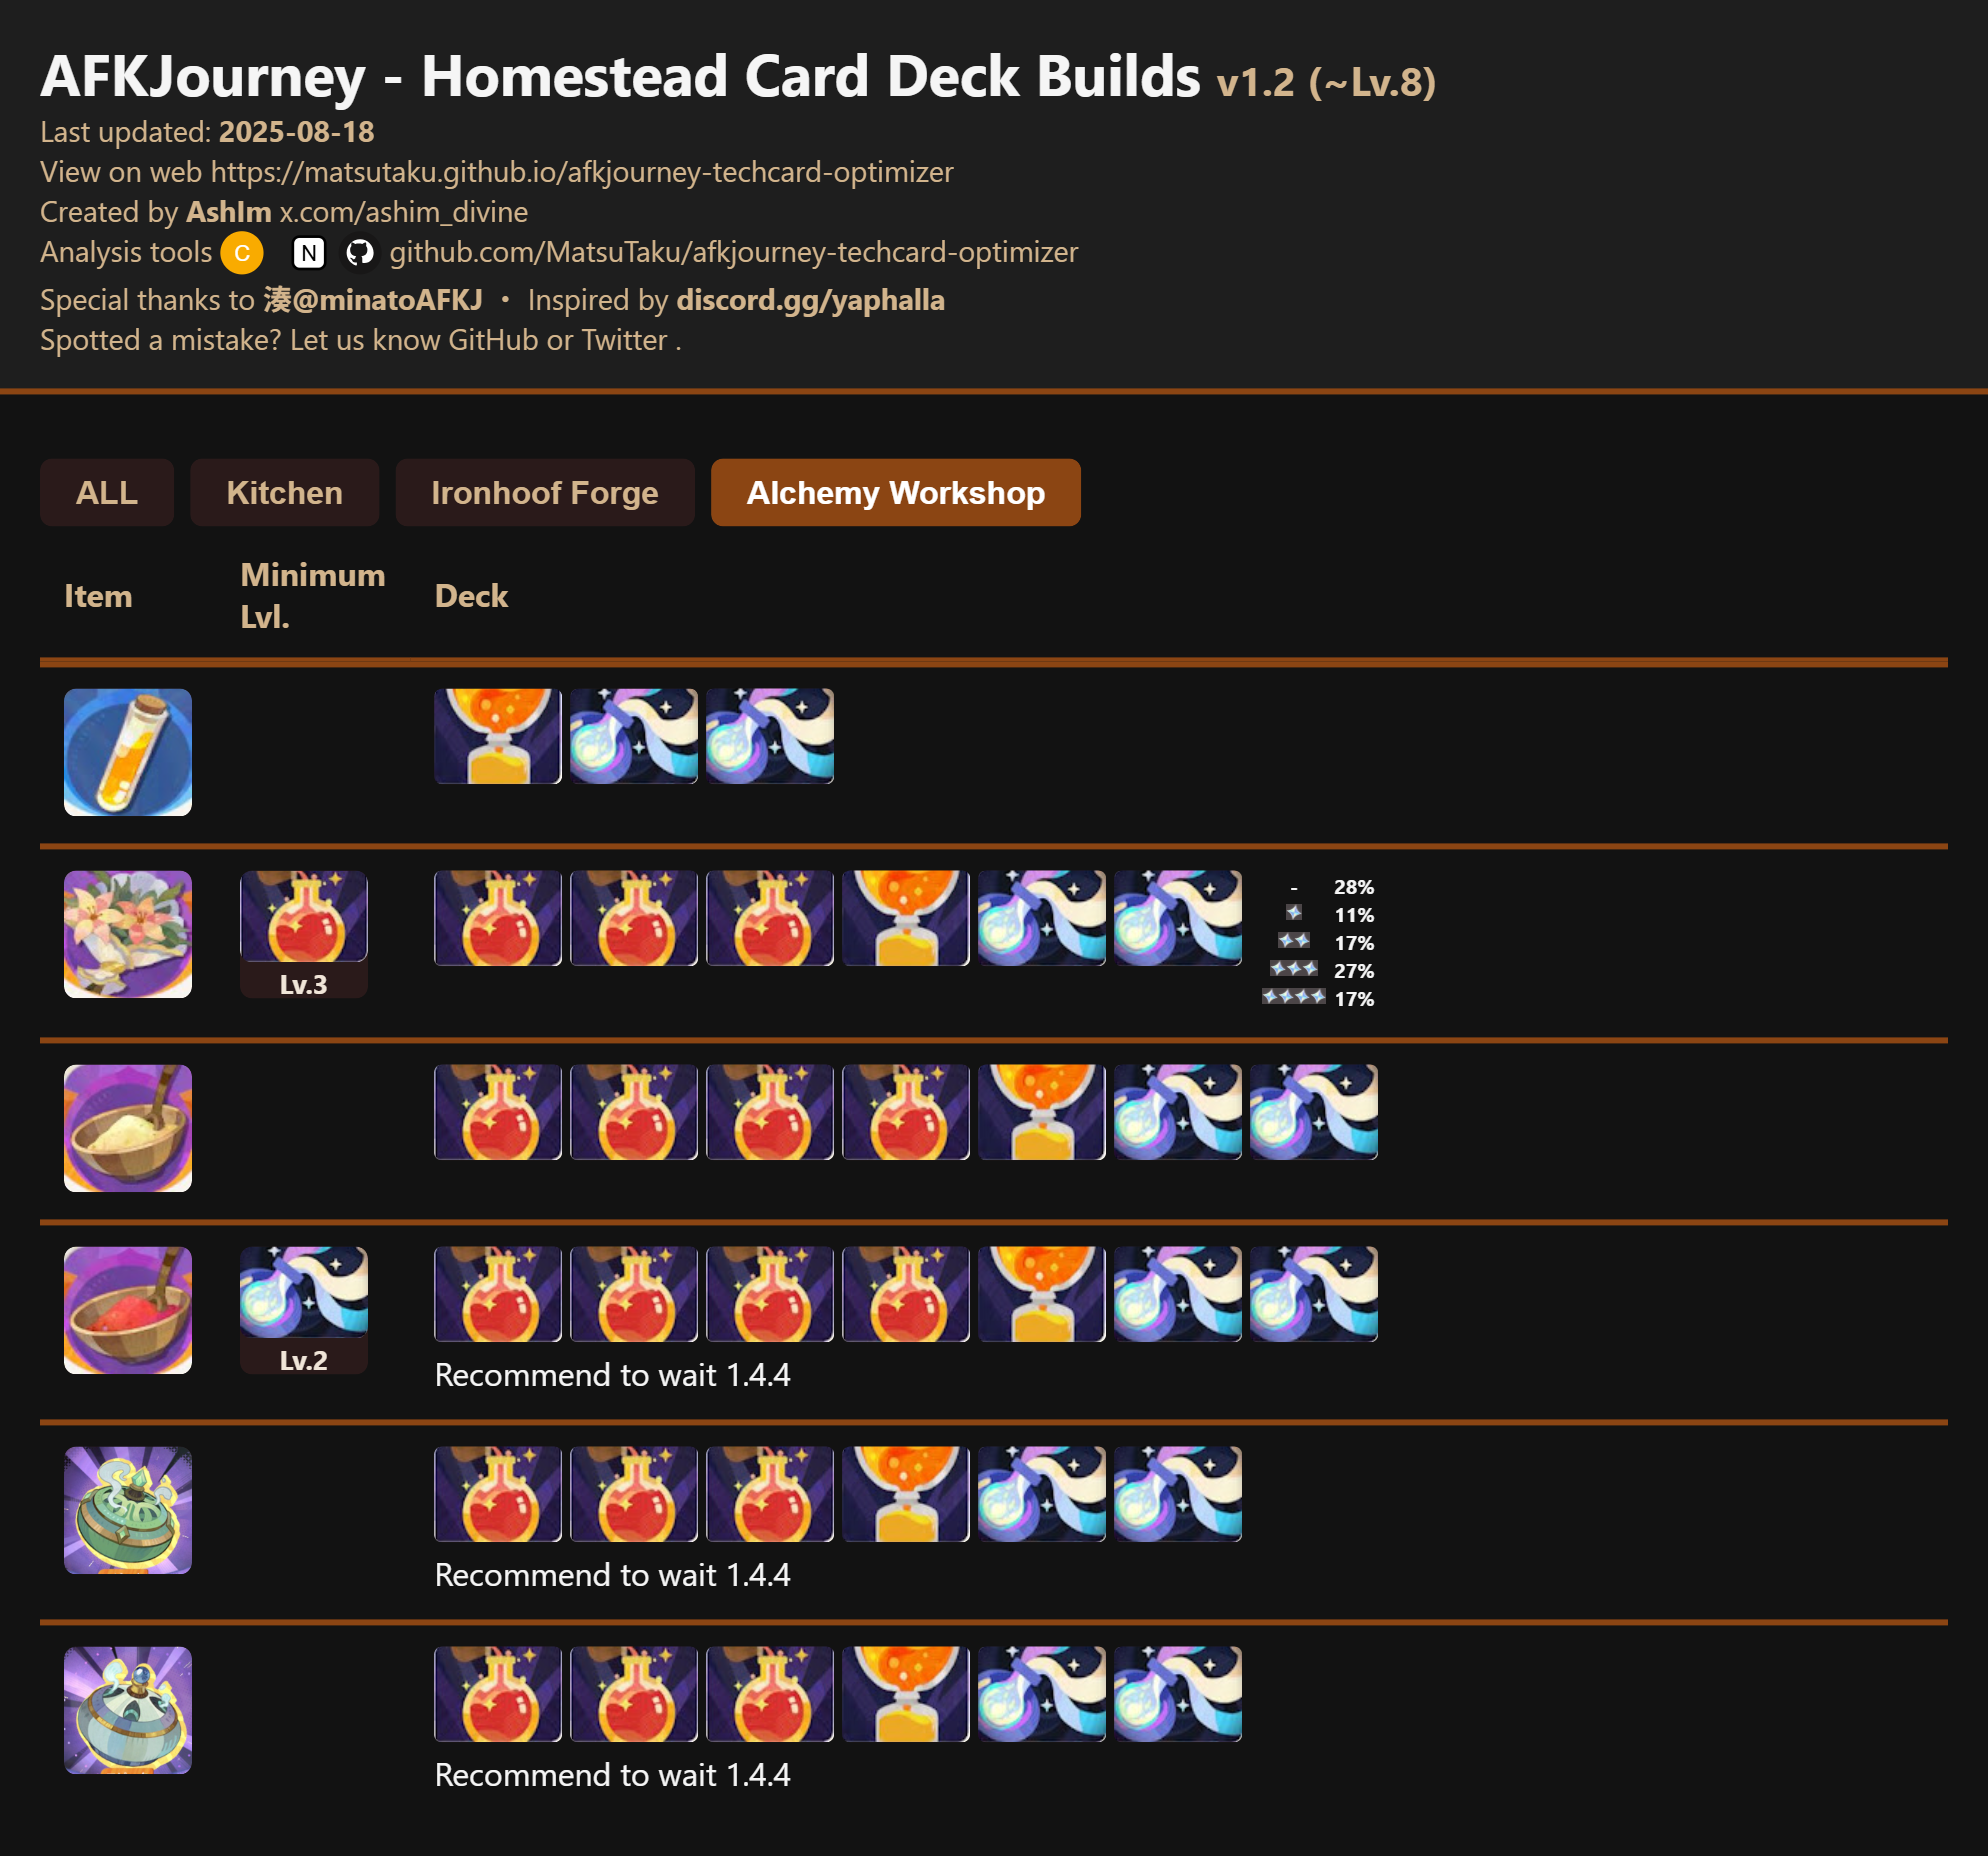 AFKJourney - Homestead Card Deck Builds v1.2 (~Lv.8)
Last updated: 2025-08-18
View on web https://matsutaku.github.io/afkjourney-techcard-optimizer
Created by AshIm x.com/ashim_divine
Analysis tools C N github.com/MatsuTaku/afkjourney-techcard-optimizer
Special thanks to 湊@minatoAFKJ ・ Inspired by discord.gg/yaphalla
Spotted a mistake? Let us know GitHub or Twitter .
ALL Kitchen Ironhoof Forge Alchemy Workshop
Item Minimum Lvl. Deck
Lv.3
- 28%
11%
17%
27%
17%
Lv.2
Recommend to wait 1.4.4
Recommend to wait 1.4.4
Recommend to wait 1.4.4